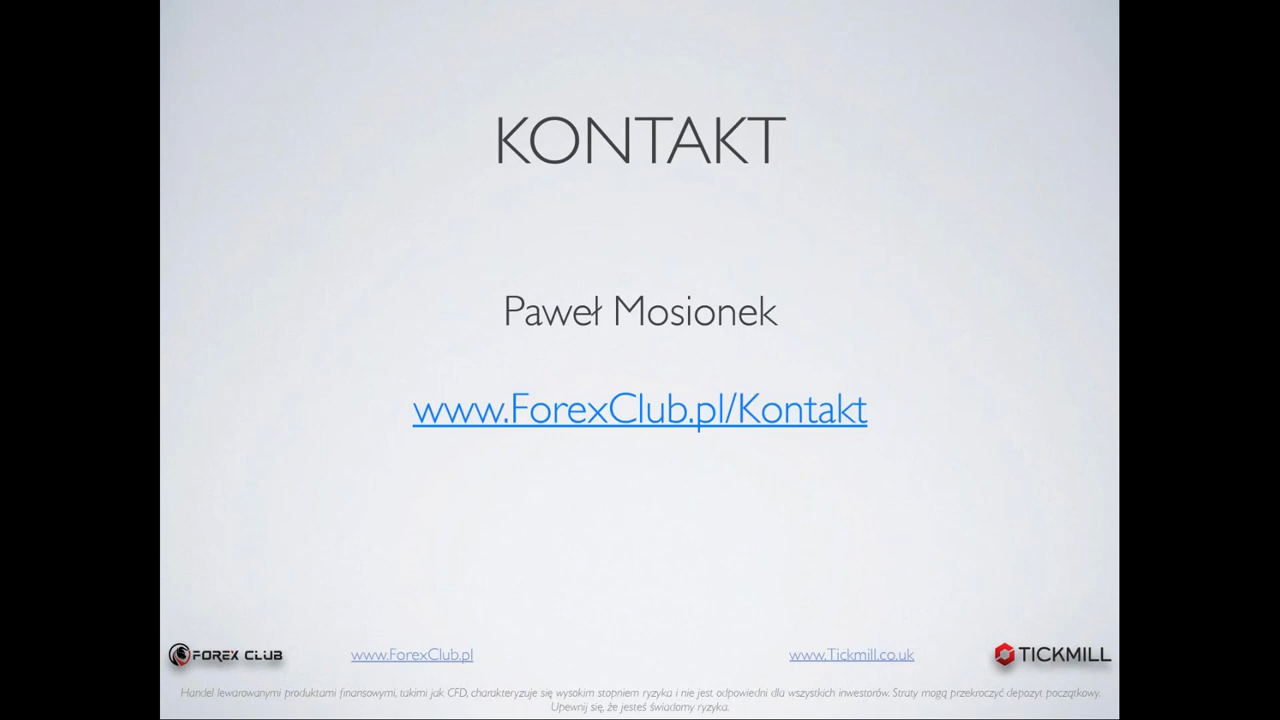 KONTAKT
Paweł Mosionek
www.ForexClub.pl/Kontakt
FOREX CLUB
www.ForexClub.pl
www.Tickmill.co.uk
TICKMILL
Handel lewarowanymi produktami finansowymi, takimi jak CFD, charakteryzuje się wysokim stopniem ryzyka i nie jest odpowiedni dla wszystkich inwestorów. Straty mogą przekroczyć depozyt początkowy.
Upewnij się, że jesteś świadomy ryzyka.